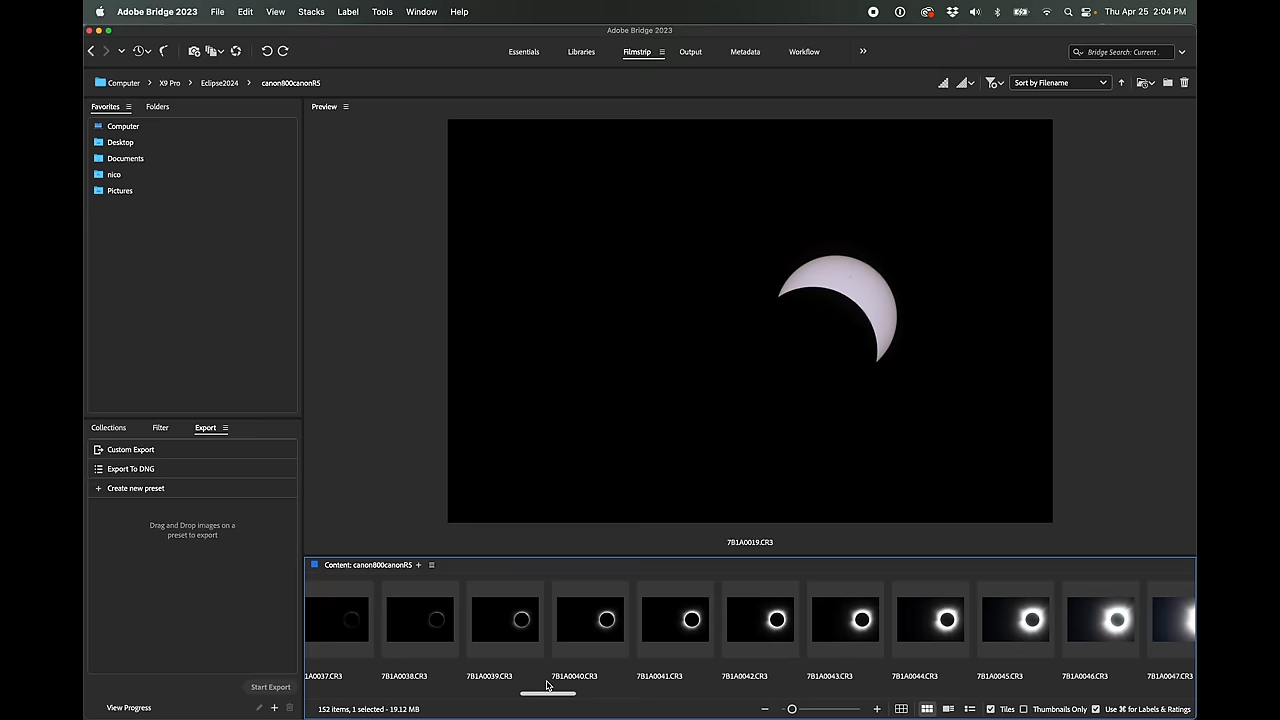 Adobe Bridge 2023 File Edit View Stacks Label Tools Window Help Thu Apr 25 2:04 PM
Adobe Bridge 2023
Essentials Libraries Filmstrip Output Metadata Workflow Bridge Search: Current
Computer X9 Pro Eclipse2024 canon800canonR5 Sort by Filename
Favorites Folders Preview
Computer
Desktop
Documents
nico
Pictures
Collections Filter Export
Custom Export
Export To DNG
Create new preset
Drag and Drop images on a
preset to export
7B1A0019.CR3
Content: canon800canonR5
1A0037.CR3 7B1A0038.CR3 7B1A0039.CR3 7B1A0040.CR3 7B1A0041.CR3 7B1A0042.CR3 7B1A0043.CR3 7B1A0044.CR3 7B1A0045.CR3 7B1A0046.CR3 7B1A0047.CR3
Start Export
View Progress
152 items, 1 selected - 19.12 MB Tiles Thumbnails Only Use ⌘ for Labels & Ratings